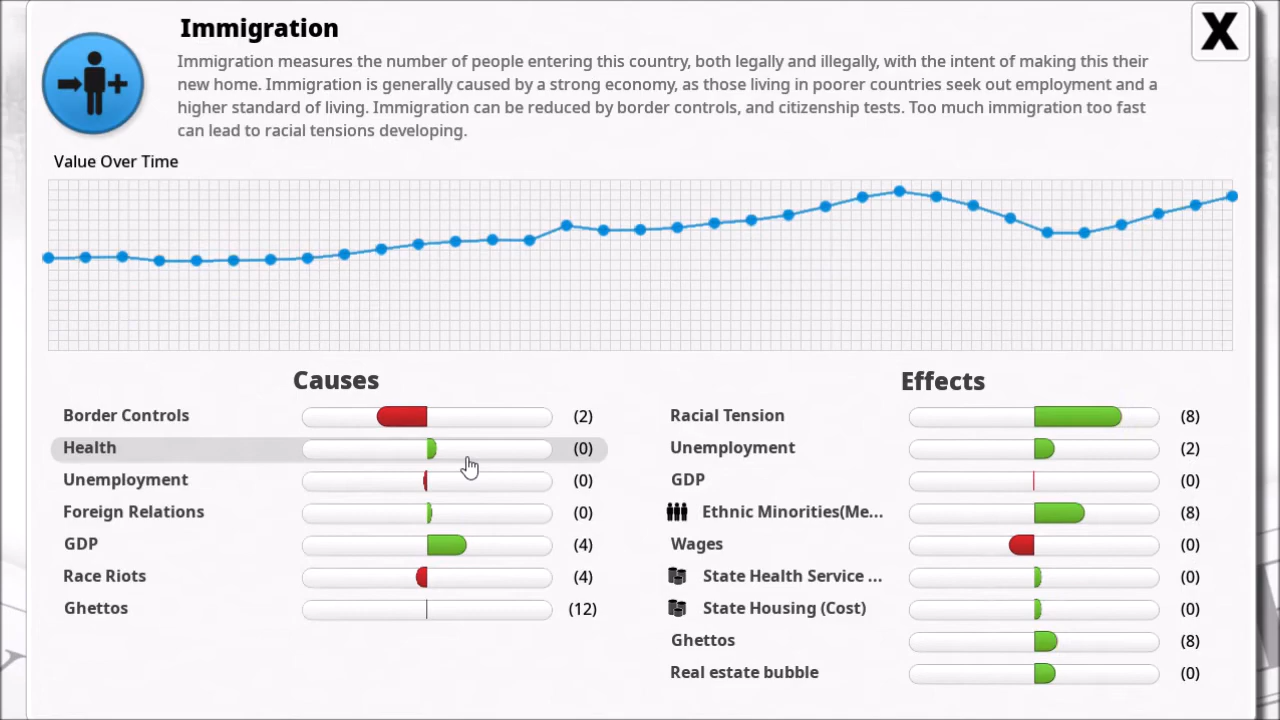 Immigration
X
Immigration measures the number of people entering this country, both legally and illegally, with the intent of making this their
new home. Immigration is generally caused by a strong economy, as those living in poorer countries seek out employment and a
higher standard of living. Immigration can be reduced by border controls, and citizenship tests. Too much immigration too fast
can lead to racial tensions developing.
Value Over Time
Causes
Border Controls (2)
Health (0)
Unemployment (0)
Foreign Relations (0)
GDP (4)
Race Riots (4)
Ghettos (12)
Effects
Racial Tension (8)
Unemployment (2)
GDP (0)
Ethnic Minorities(Me... (8)
Wages (0)
State Health Service ... (0)
State Housing (Cost) (0)
Ghettos (8)
Real estate bubble (0)